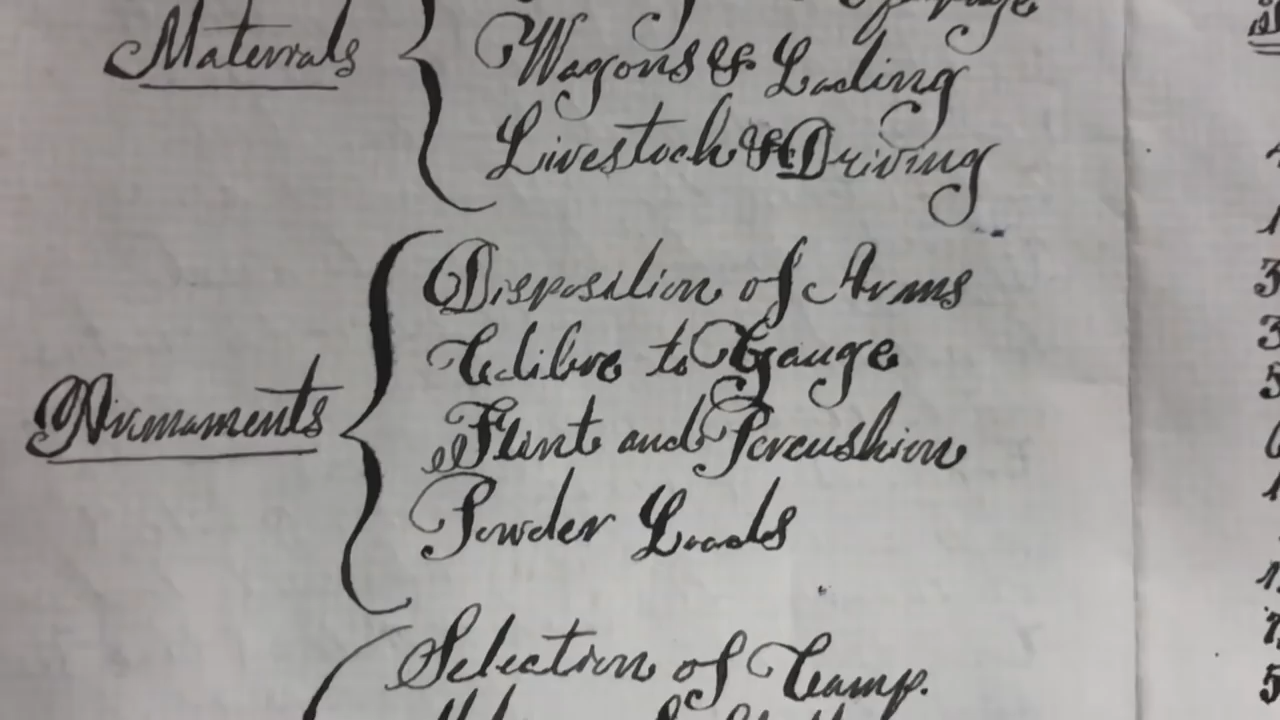 Materials
Wagons & Lading
Livestock & Driving
Disposition of Arms
Calibre to Gauge
Armaments
Flint and Percushion
Powder Loads
Selection of Camp.